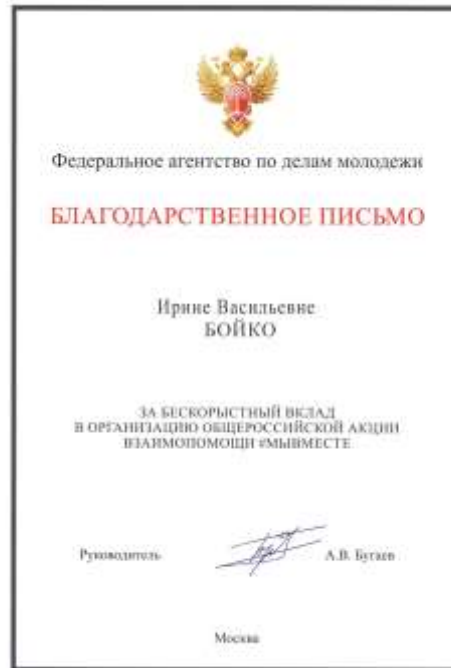 Федеральное агентство по делам молодежи
БЛАГОДАРСТВЕННОЕ ПИСЬМО
Ирине Васильевне
БОЙКО
ЗА БЕСКОРЫСТНЫЙ ВКЛАД
В ОРГАНИЗАЦИЮ ОБЩЕРОССИЙСКОЙ АКЦИИ
ВЗАИМОПОМОЩИ #МЫВМЕСТЕ
Руководитель А.В. Бугаев
Москва